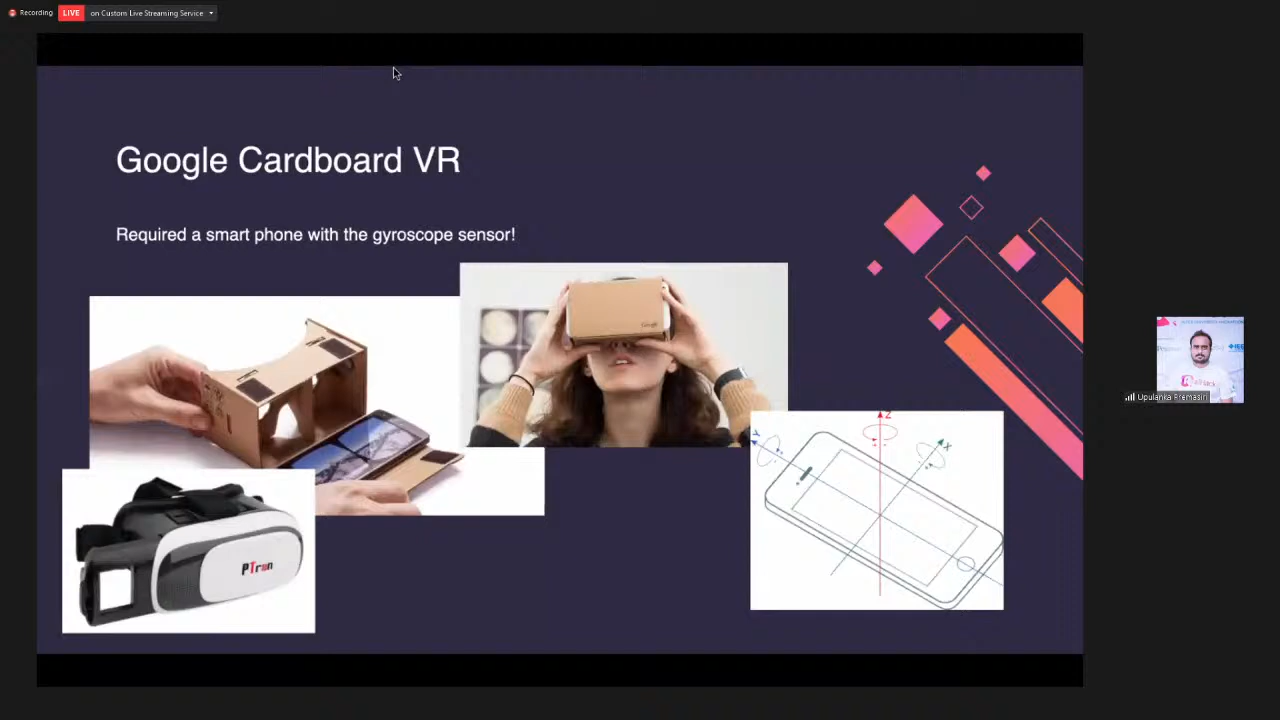 Recording
LIVE
on Custom Live Streaming Service
Google Cardboard VR
Required a smart phone with the gyroscope sensor!
Google
PTron
Z
X
Y
Upulanka Premasiri